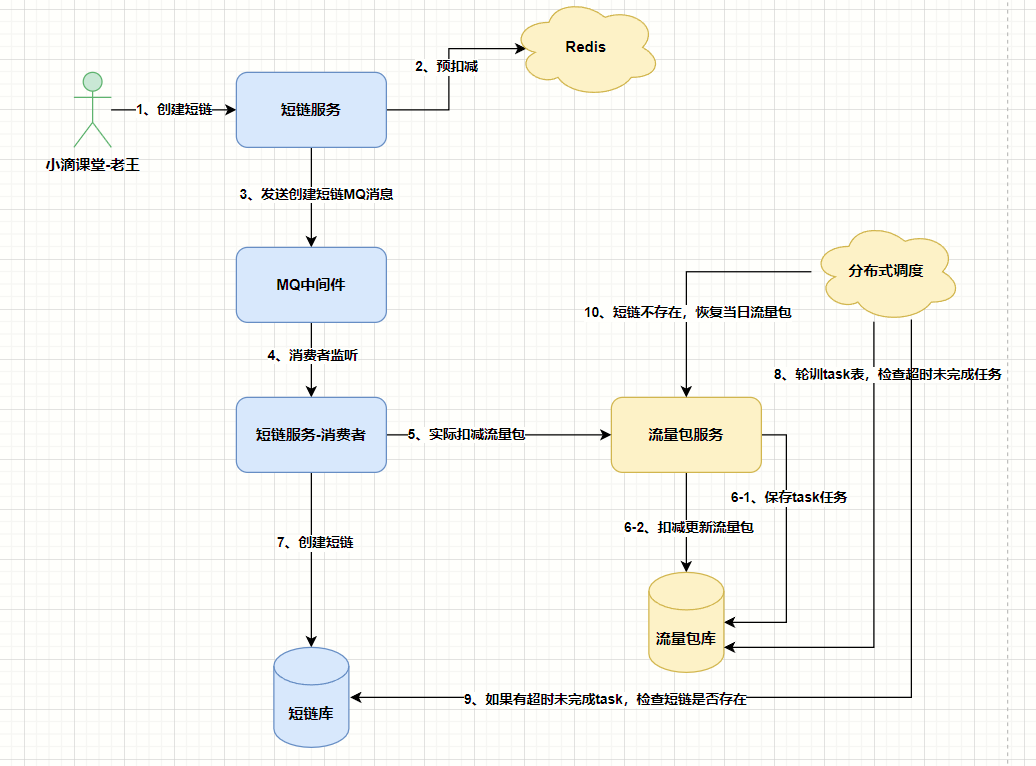 Redis
2、预扣减
1、创建短链
短链服务
小滴课堂-老王
3、发送创建短链MQ消息
MQ中间件
分布式调度
10、短链不存在，恢复当日流量包
4、消费者监听
8、轮训task表，检查超时未完成任务
短链服务-消费者
5、实际扣减流量包
流量包服务
6-1、保存task任务
6-2、扣减更新流量包
7、创建短链
流量包库
9、如果有超时未完成task，检查短链是否存在
短链库